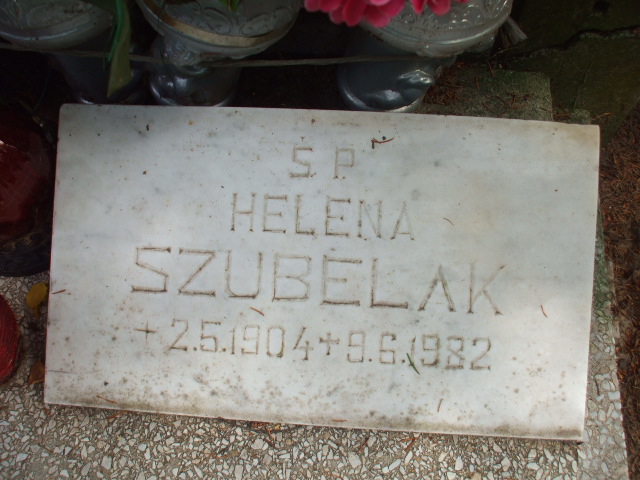 Ś P
HELENA
SZUBELAK
+ 2.5.1904 + 9.6.1982